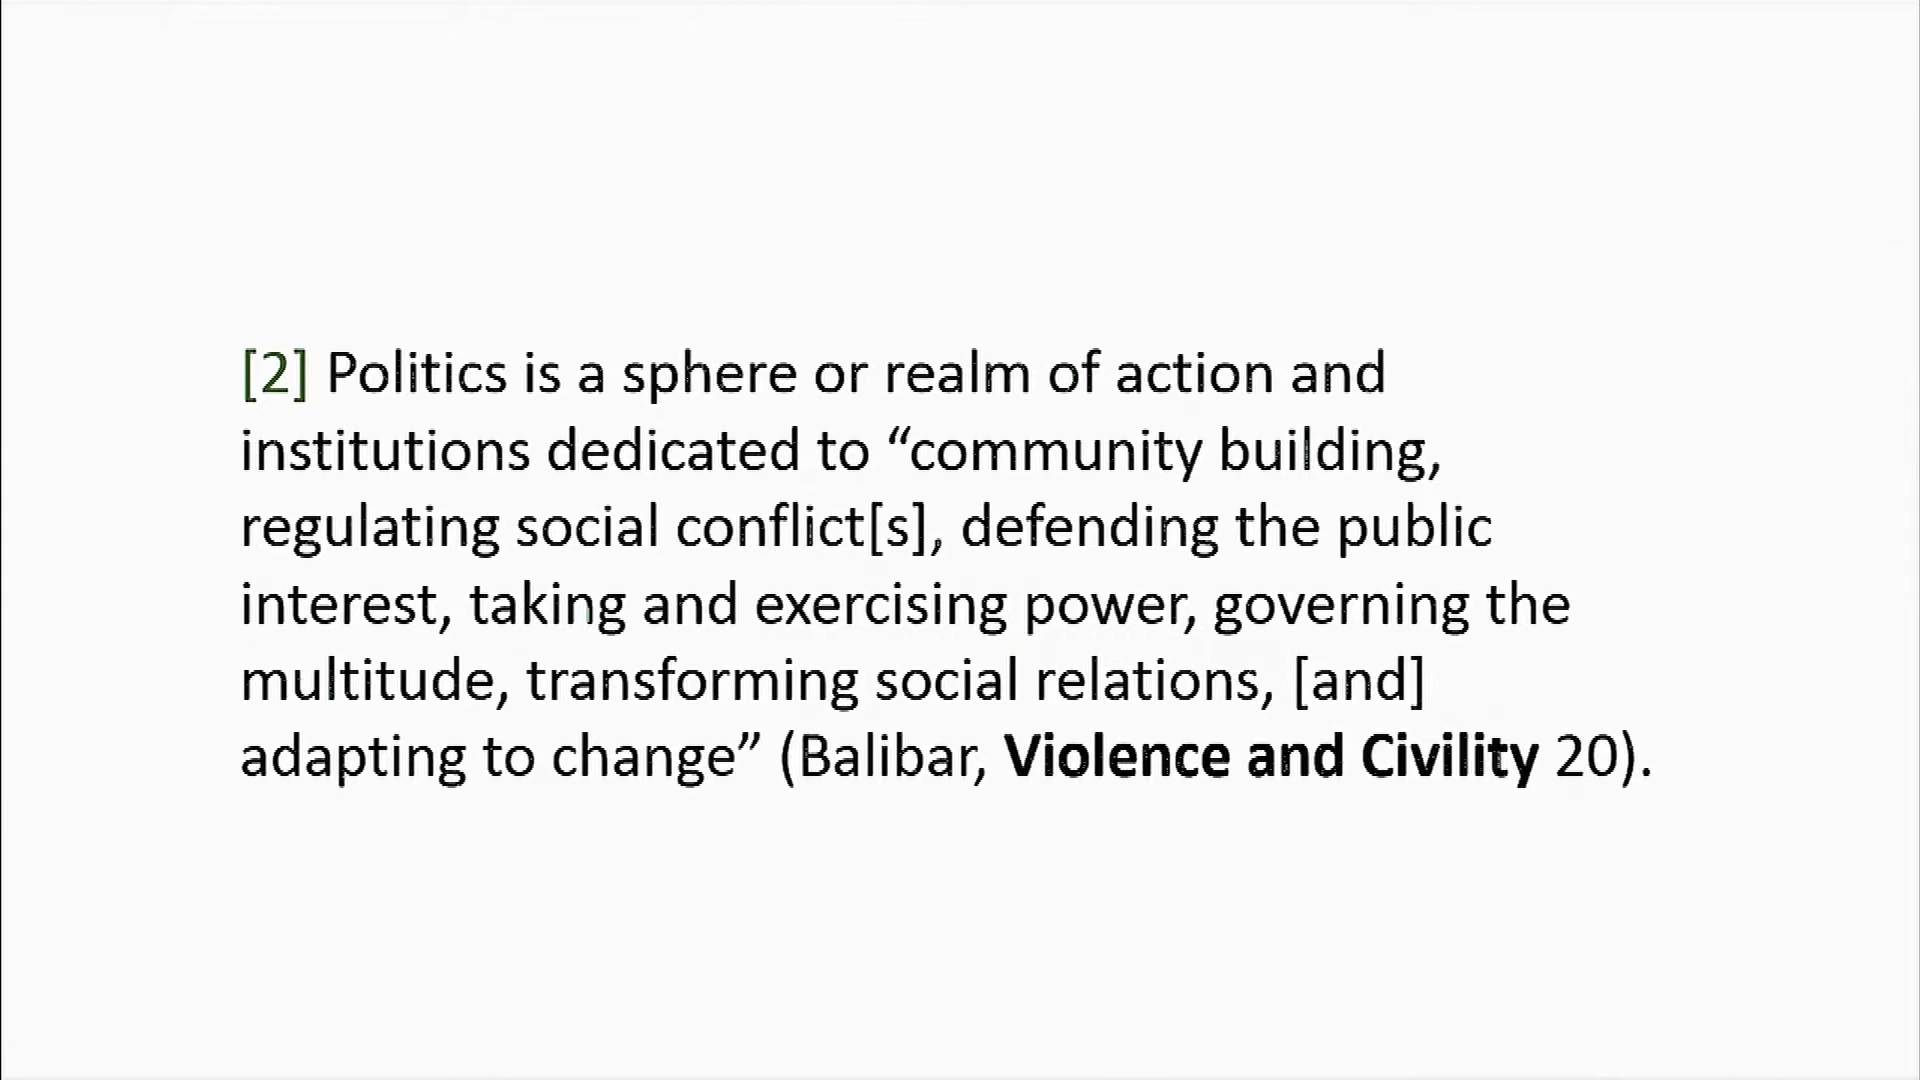 [2] Politics is a sphere or realm of action and
institutions dedicated to “community building,
regulating social conflict[s], defending the public
interest, taking and exercising power, governing the
multitude, transforming social relations, [and]
adapting to change” (Balibar, Violence and Civility 20).